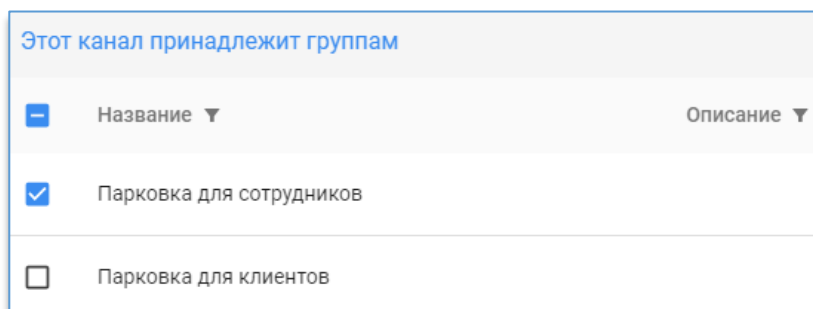 Этот канал принадлежит группам
Название Описание
Парковка для сотрудников
Парковка для клиентов